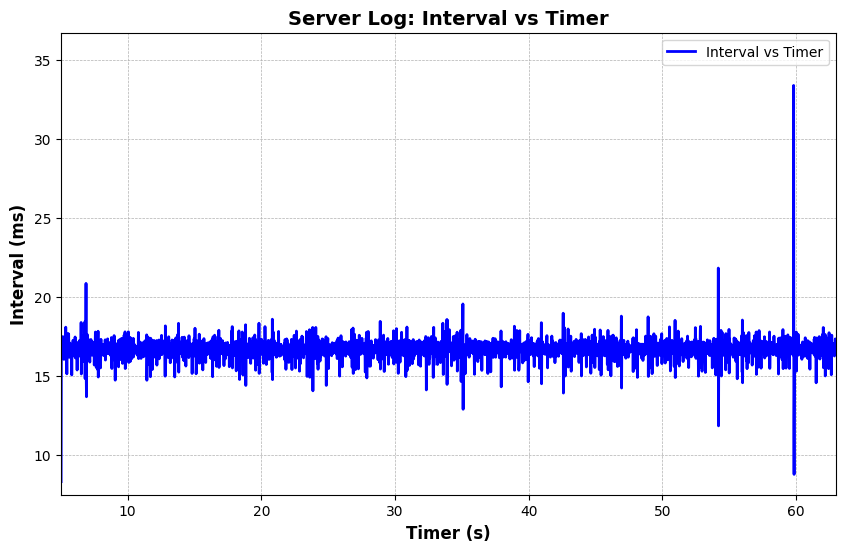 Server Log: Interval vs Timer
Interval vs Timer
35
30
25
20
15
10
Interval (ms)
10 20 30 40 50 60
Timer (s)